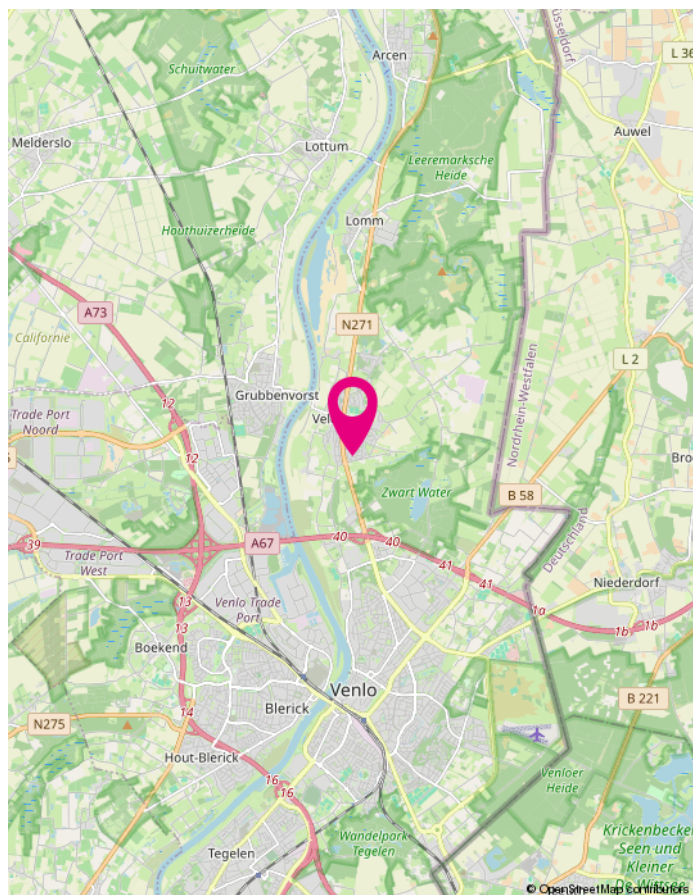 Düsseldorf
Arcen
L 36
Schuitwater
Auwel
Melderslo
Lottum
Leeremarksche
Heide
Lomm
Houthuizerheide
A73
N271
Californie
L 2
Nordrhein-Westfalen
Grubbenvorst
12
Trade Port
Noord
12
Zwart Water
B 58
39
A67
40
40
Deutschland
Trade Port
West
41
41
Niederdorf
13
Venlo Trade
Port
1a
1b
1b
13
Boekend
Venlo
B 221
14
Blerick
N275
Hout-Blerick
Venloer
Heide
16
16
Krickenbecker
Seen und
Kleiner
De Wittsee
Wandelpark
Tegelen
Tegelen
© OpenStreetMap contributors